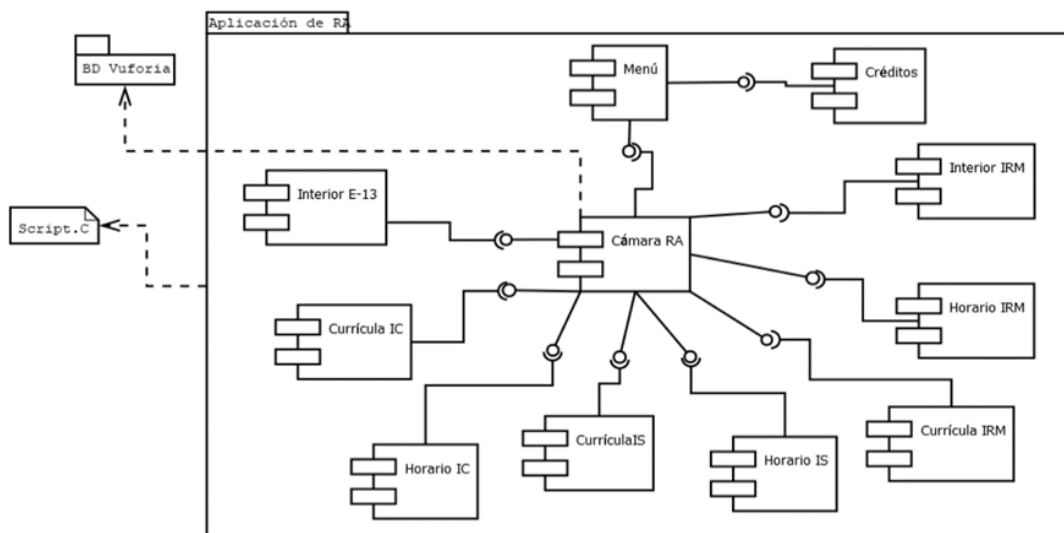 Aplicación de RA
BD Vuforia
Menú
Créditos
Interior E-13
Interior IRM
Script.C
Cámara RA
Currícula IC
Horario IRM
Horario IC
CurrículaIS
Horario IS
Currícula IRM